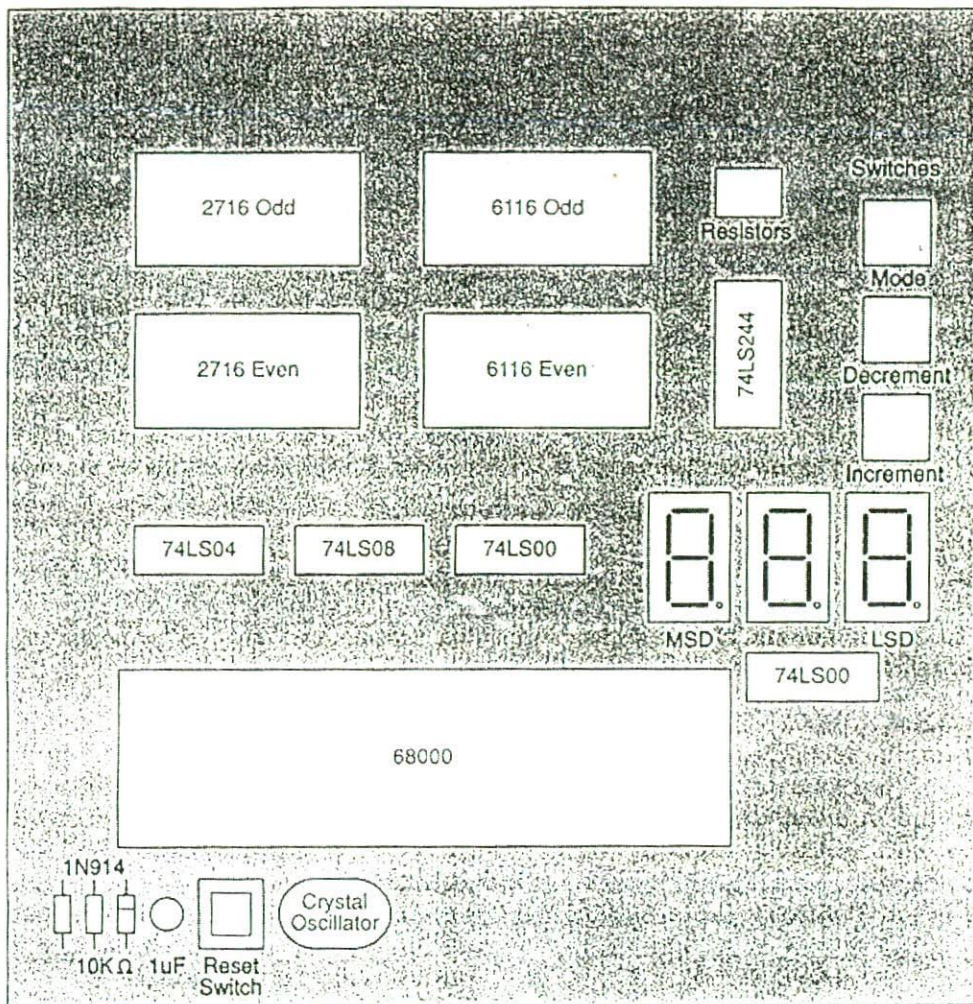 2716 Odd
6116 Odd
Resistors
Switches
Mode
2716 Even
6116 Even
74LS244
Decrement
Increment
74LS04
74LS08
74LS00
MSD
LSD
74LS00
68000
1N914
10K Ω
1uF
Reset
Switch
Crystal
Oscillator